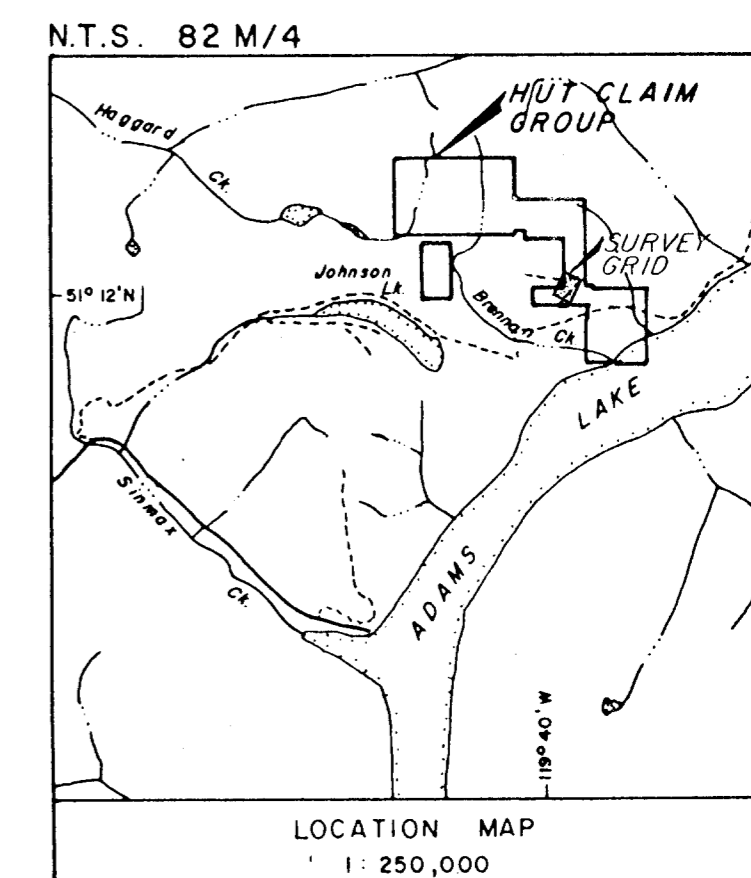 N.T.S. 82 M/4
HUT CLAIM
GROUP
Haggard
Ck.
SURVEY
GRID
Johnson
Lk.
51° 12'N
Brennan
Ck.
LAKE
Sinmax
Ck.
ADAMS
119° 40' W
LOCATION MAP
1 : 250,000